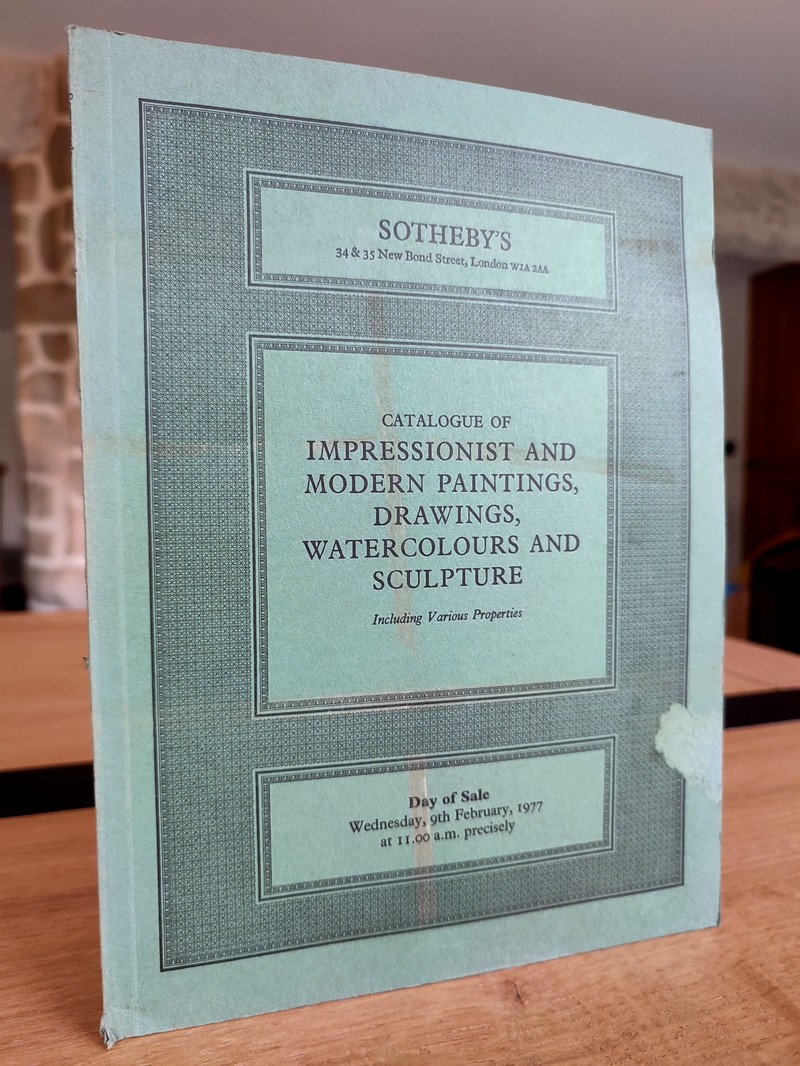 SOTHEBY'S
34 & 35 New Bond Street, London W1A 2AA
CATALOGUE OF
IMPRESSIONIST AND
MODERN PAINTINGS,
DRAWINGS,
WATERCOLOURS AND
SCULPTURE
Including Various Properties
Day of Sale
Wednesday, 9th February, 1977
at 11.00 a.m. precisely